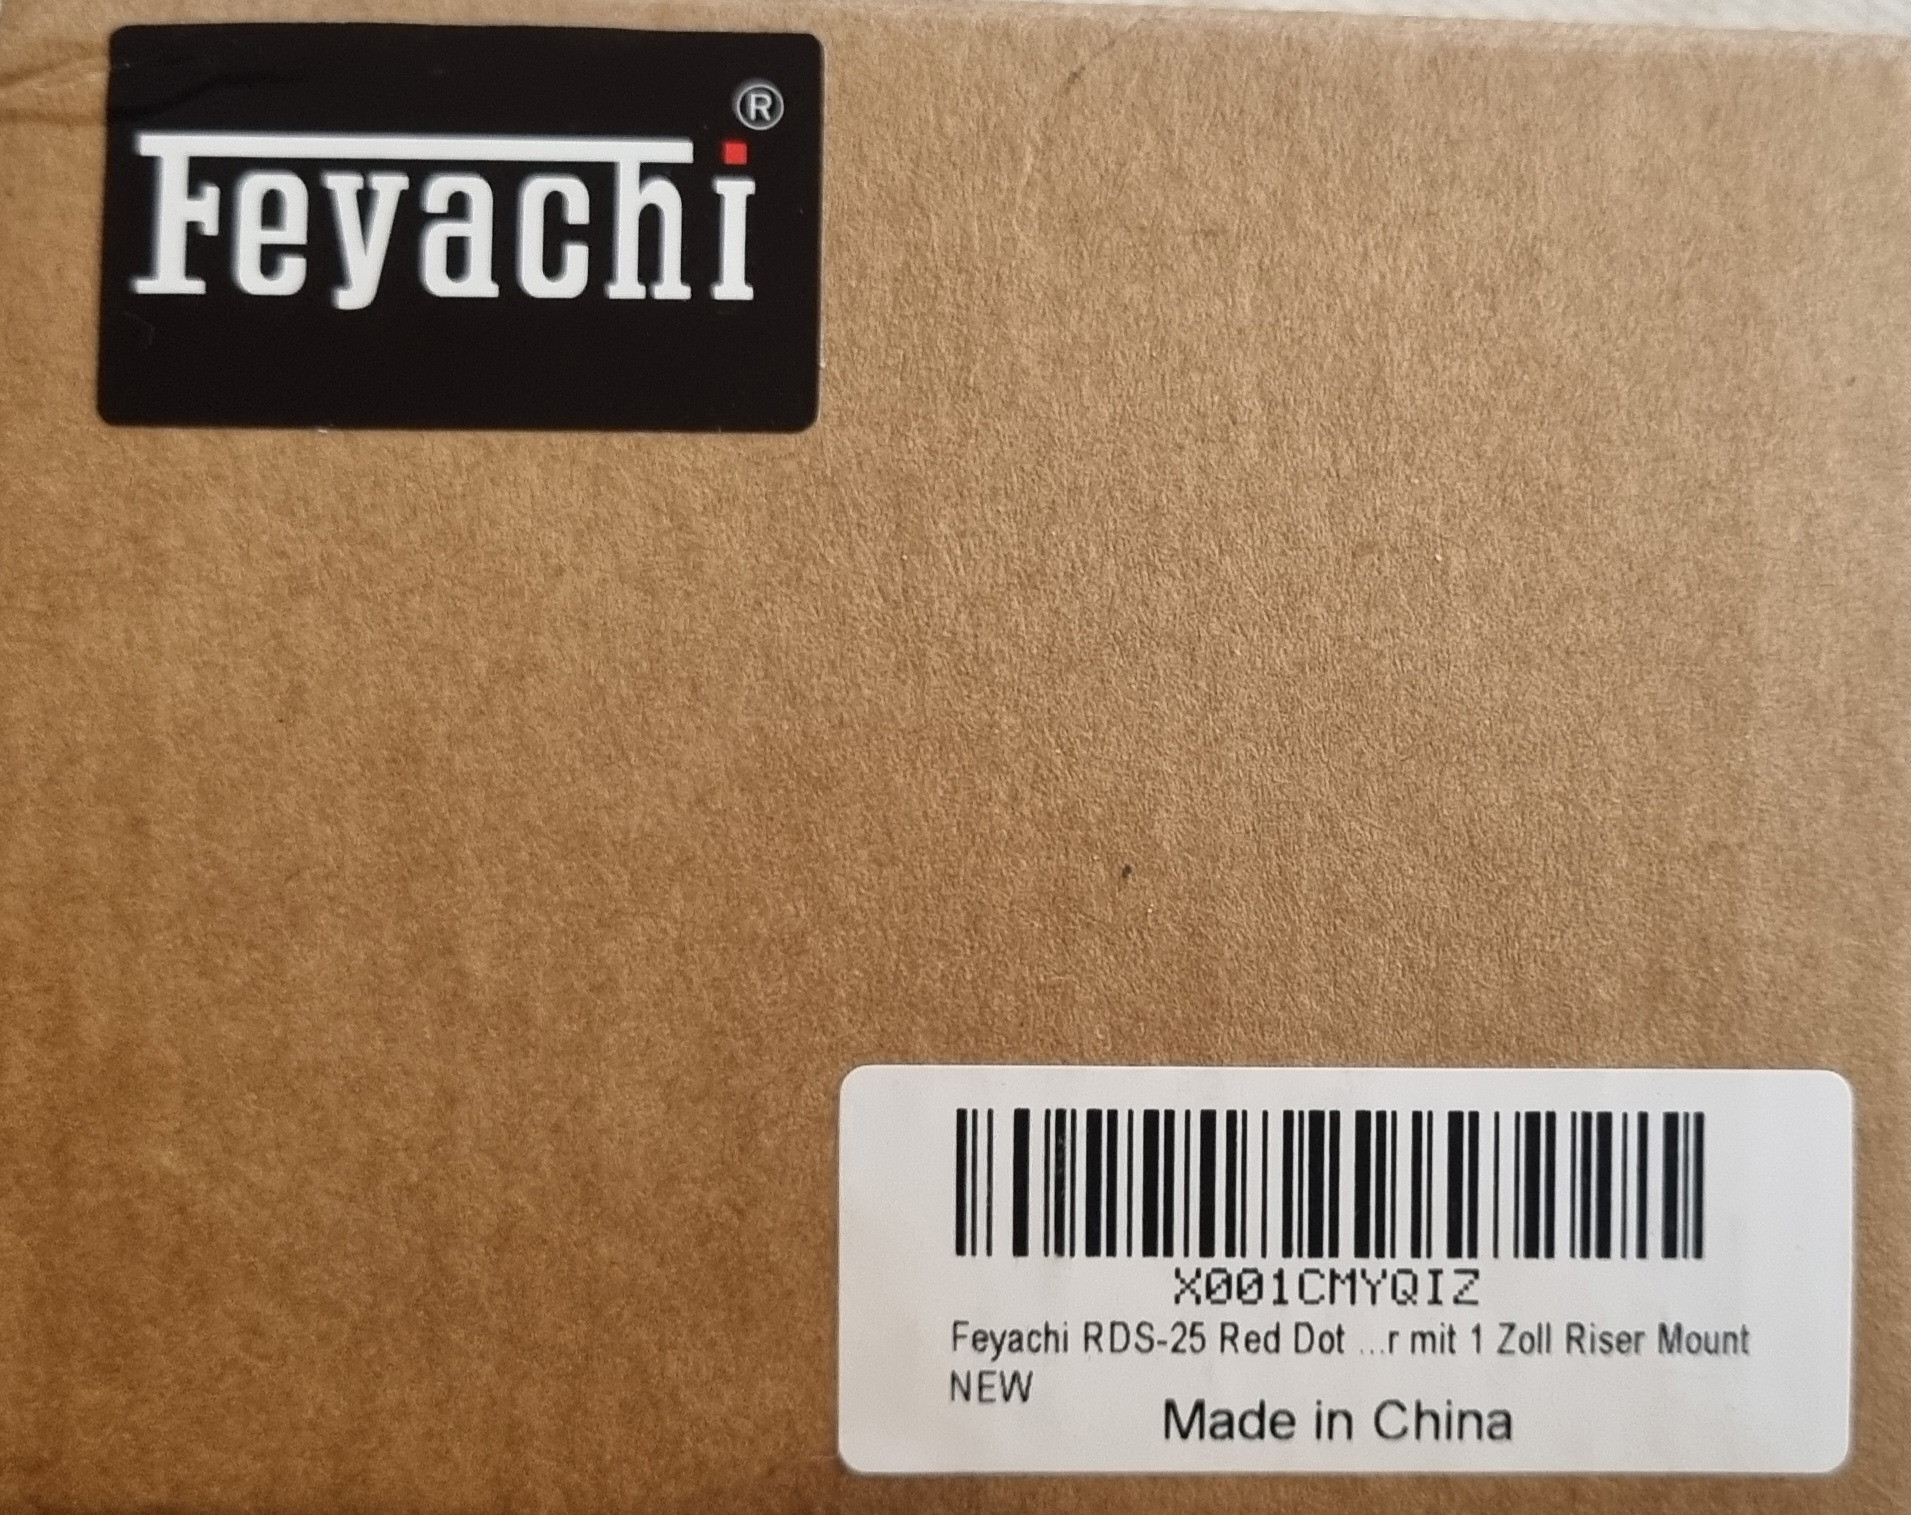 Feyachi®
X001CMYQIZ
Feyachi RDS-25 Red Dot ...r mit 1 Zoll Riser Mount
NEW
Made in China